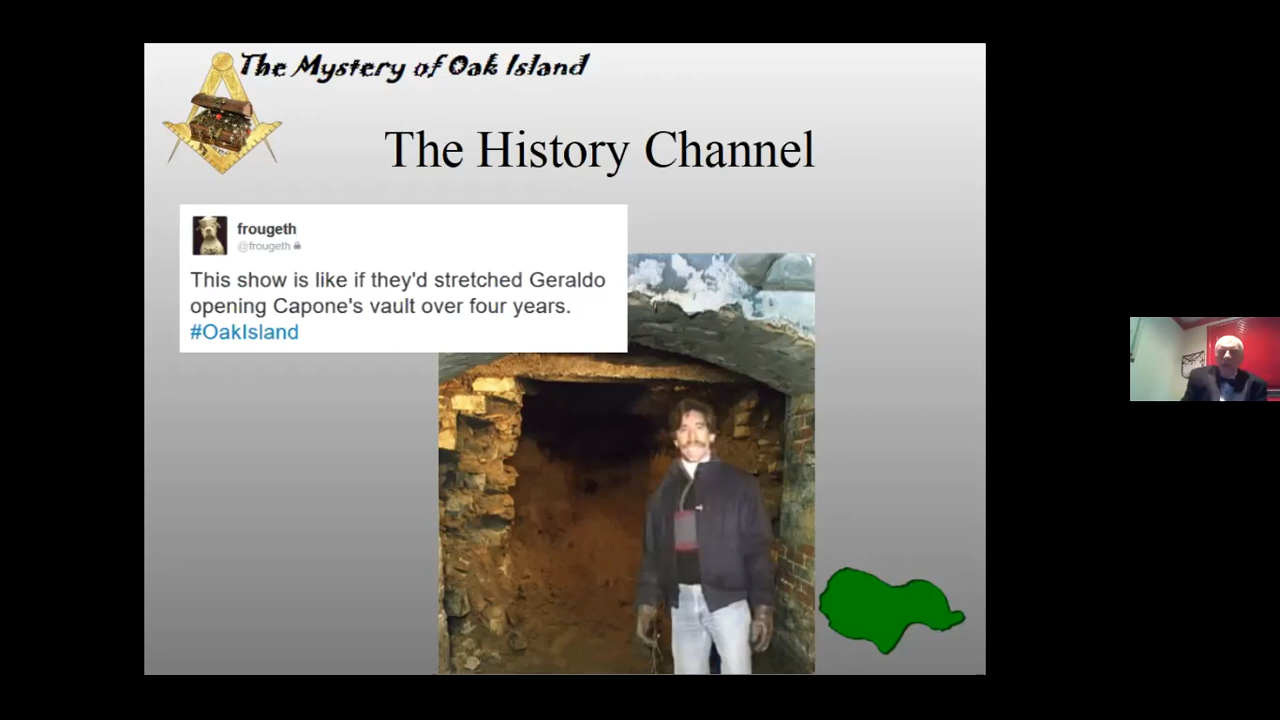 The Mystery of Oak Island
The History Channel
frougeth
@frougeth
This show is like if they'd stretched Geraldo
opening Capone's vault over four years.
#OakIsland